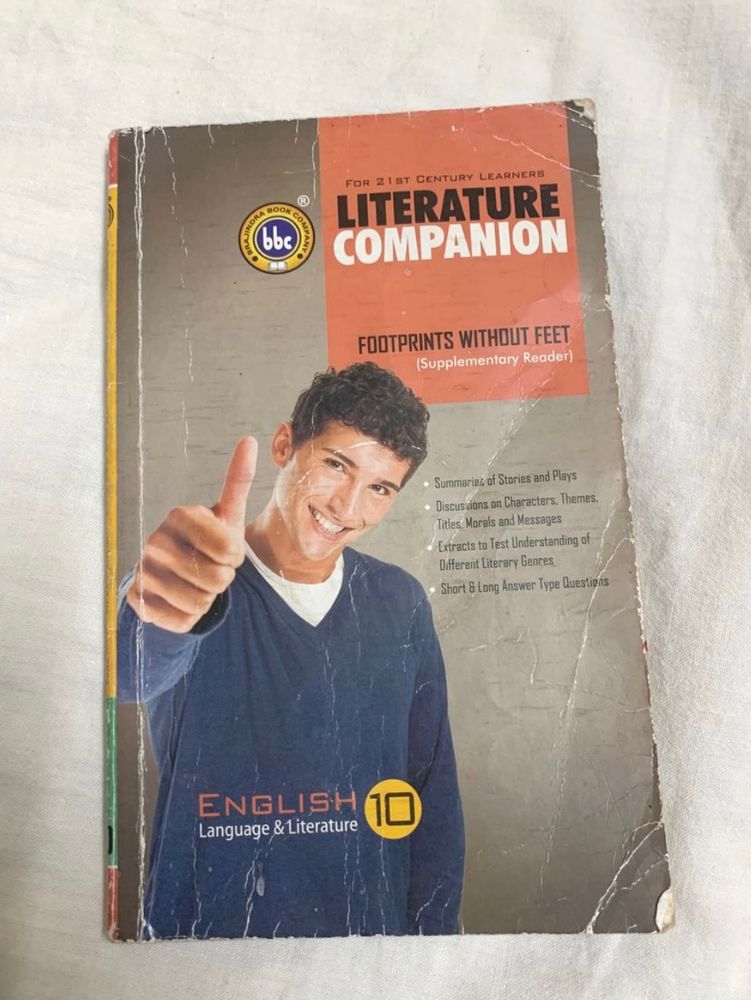 FOR 21ST CENTURY LEARNERS
LITERATURE
COMPANION
BRAJINDRA BOOK COMPANY
bbc
®
FOOTPRINTS WITHOUT FEET
(Supplementary Reader)
Summaries of Stories and Plays
Discussions on Characters, Themes,
Titles, Morals and Messages
Extracts to Test Understanding of
Different Literary Genres
Short & Long Answer Type Questions
ENGLISH 10
Language & Literature